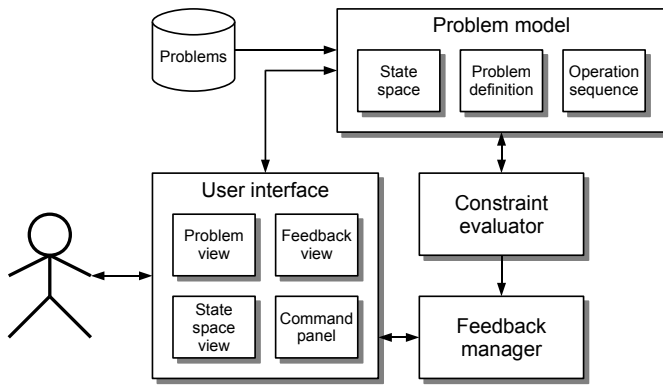 Problem model
Problems
State
space
Problem
definition
Operation
sequence
User interface
Problem
view
Feedback
view
State
space
view
Command
panel
Constraint
evaluator
Feedback
manager